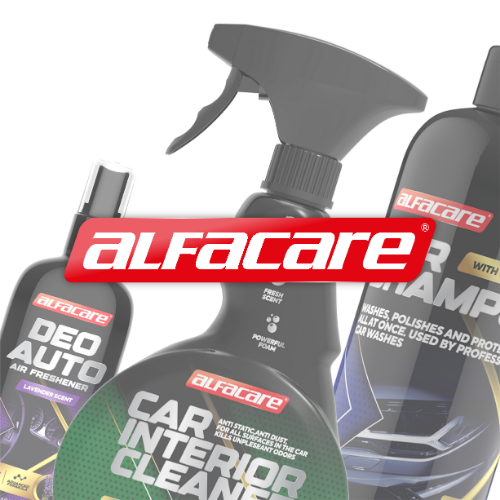 alfacare
®
alfacare
DEO
AUTO
AIR FRESHENER
LAVENDER SCENT
FRESH
SCENT
POWERFUL
FOAM
alfacare
CAR
INTERIOR
CLEANE
ANTI STATIC, ANTI DUST,
FOR ALL SURFACES IN THE CAR
KILLS UNPLESEANT ODORS
alfacare
WITH
WASHES, POLISHES AND PROTE
ALL AT ONCE. USED BY PROFESS
CAR WASHES